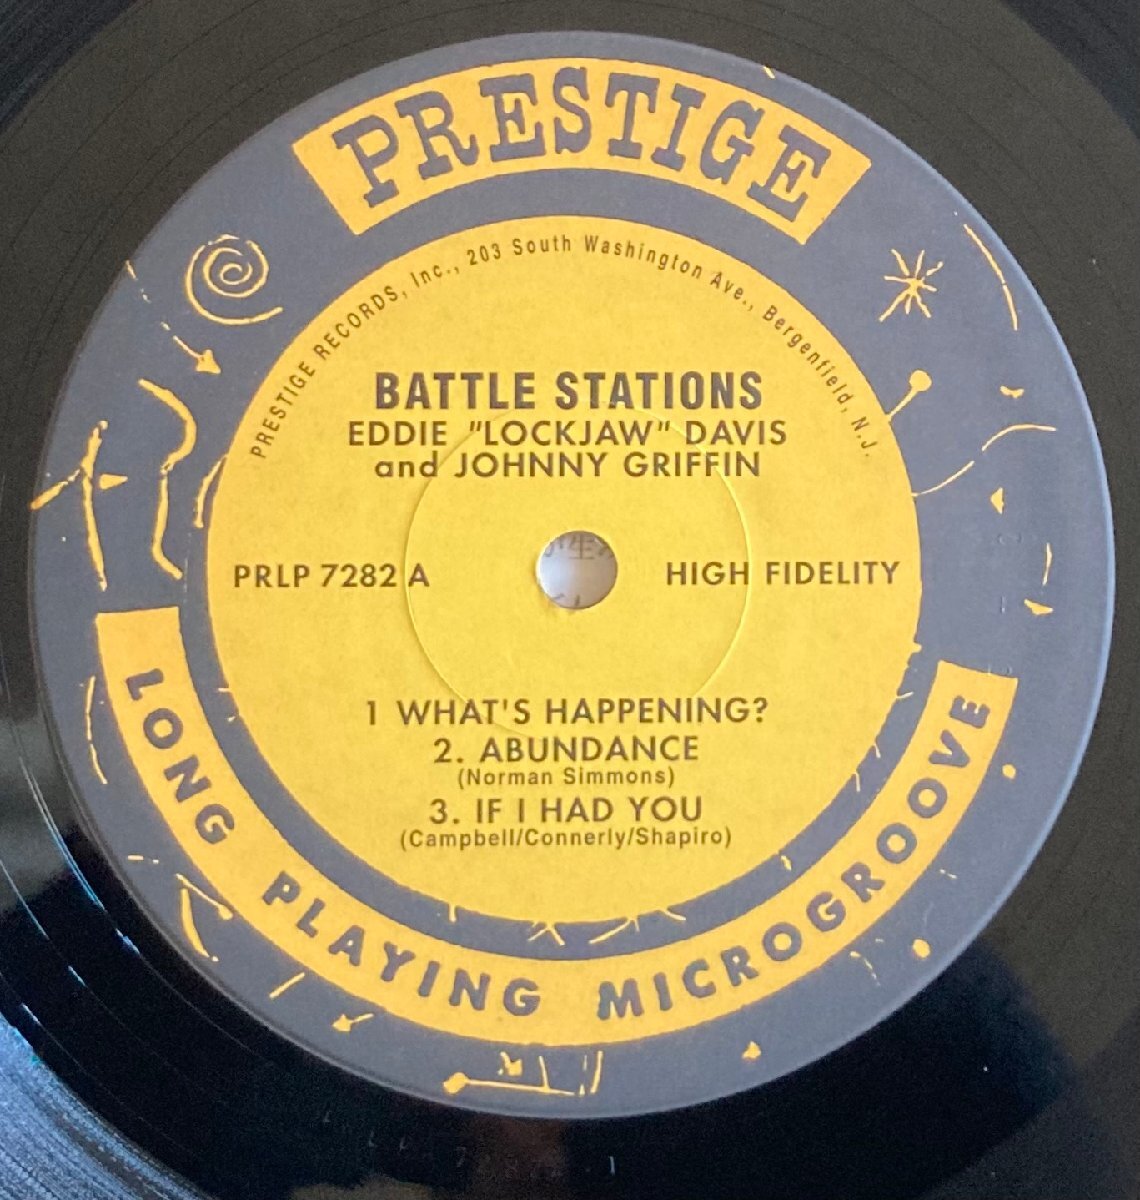 PRESTIGE
PRESTIGE RECORDS, Inc., 203 South Washington Ave., Bergenfield, N.J.
BATTLE STATIONS
EDDIE "LOCKJAW" DAVIS
and JOHNNY GRIFFIN
PRLP 7282 A
HIGH FIDELITY
1 WHAT'S HAPPENING?
2. ABUNDANCE
(Norman Simmons)
3. IF I HAD YOU
(Campbell/Connerly/Shapiro)
LONG PLAYING MICROGROOVE